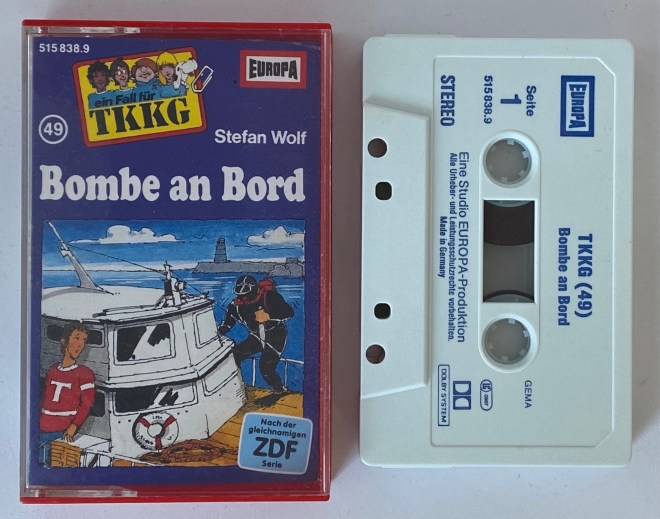 515 838.9
ein Fall für
TKKG
EUROPA
49
Stefan Wolf
Bombe an Bord
T
Nach der
gleichnamigen
ZDF
Serie
EUROPA
Seite
1
515 838.9
STEREO
TKKG (49)
Bombe an Bord
Eine Studio EUROPA-Produktion
Alle Urheber- und Leistungsschutzrechte vorbehalten.
Made in Germany
GEMA
DOLBY SYSTEM